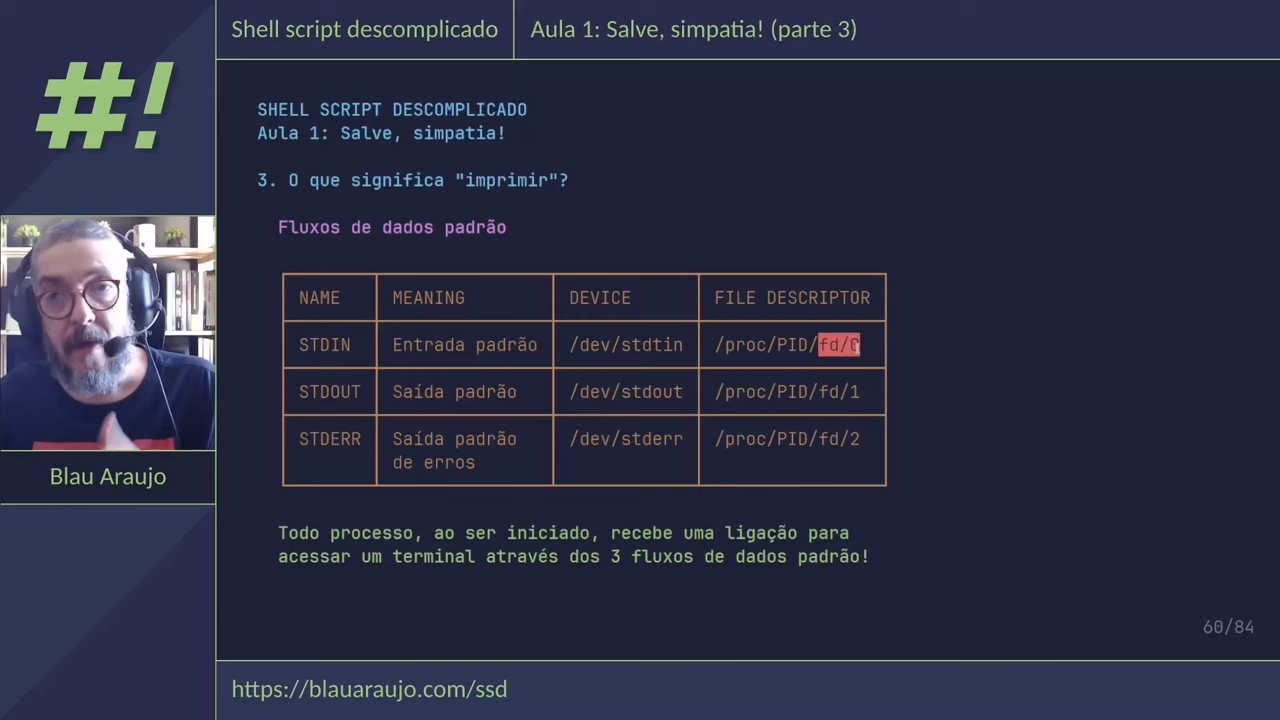 Shell script descomplicado
Aula 1: Salve, simpatia! (parte 3)
#!
SHELL SCRIPT DESCOMPLICADO
Aula 1: Salve, simpatia!
3. O que significa "imprimir"?
Fluxos de dados padrão
NAME MEANING DEVICE FILE DESCRIPTOR
STDIN Entrada padrão /dev/stdtin /proc/PID/fd/0
STDOUT Saída padrão /dev/stdout /proc/PID/fd/1
STDERR Saída padrão /dev/stderr /proc/PID/fd/2
de erros
Todo processo, ao ser iniciado, recebe uma ligação para
acessar um terminal através dos 3 fluxos de dados padrão!
Blau Araujo
60/84
https://blauaraujo.com/ssd